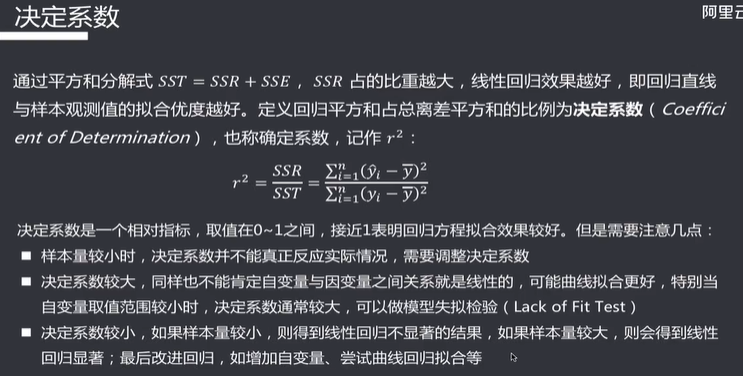 决定系数
阿里云
通过平方和分解式 SST = SSR + SSE，SSR 占的比重越大，线性回归效果越好，即回归直线
与样本观测值的拟合优度越好。定义回归平方和占总离差平方和的比例为决定系数（Coeffici
ent of Determination），也称确定系数，记作 r²：
r² = SSR/SST = ∑ⁿᵢ₌₁(ŷᵢ − y̅)² / ∑ⁿᵢ₌₁(yᵢ − y̅)²
决定系数是一个相对指标，取值在0~1之间，接近1表明回归方程拟合效果较好。但是需要注意几点：
■ 样本量较小时，决定系数并不能真正反应实际情况，需要调整决定系数
■ 决定系数较大，同样也不能肯定自变量与因变量之间关系就是线性的，可能曲线拟合更好，特别当
自变量取值范围较小时，决定系数通常较大，可以做模型失拟检验（Lack of Fit Test）
■ 决定系数较小，如果样本量较小，则得到线性回归不显著的结果，如果样本量较大，则会得到线性
回归显著；最后改进回归，如增加自变量、尝试曲线回归拟合等